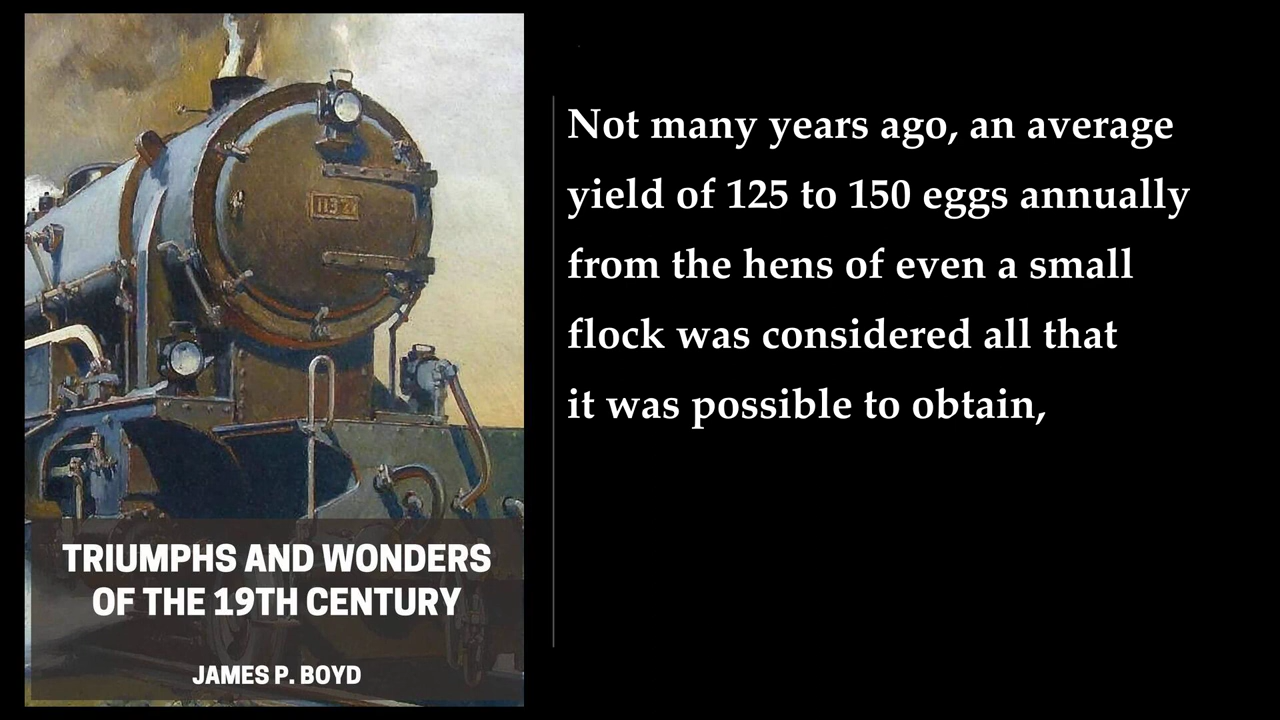 Not many years ago, an average
yield of 125 to 150 eggs annually
from the hens of even a small
flock was considered all that
it was possible to obtain,
TRIUMPHS AND WONDERS
OF THE 19TH CENTURY
JAMES P. BOYD